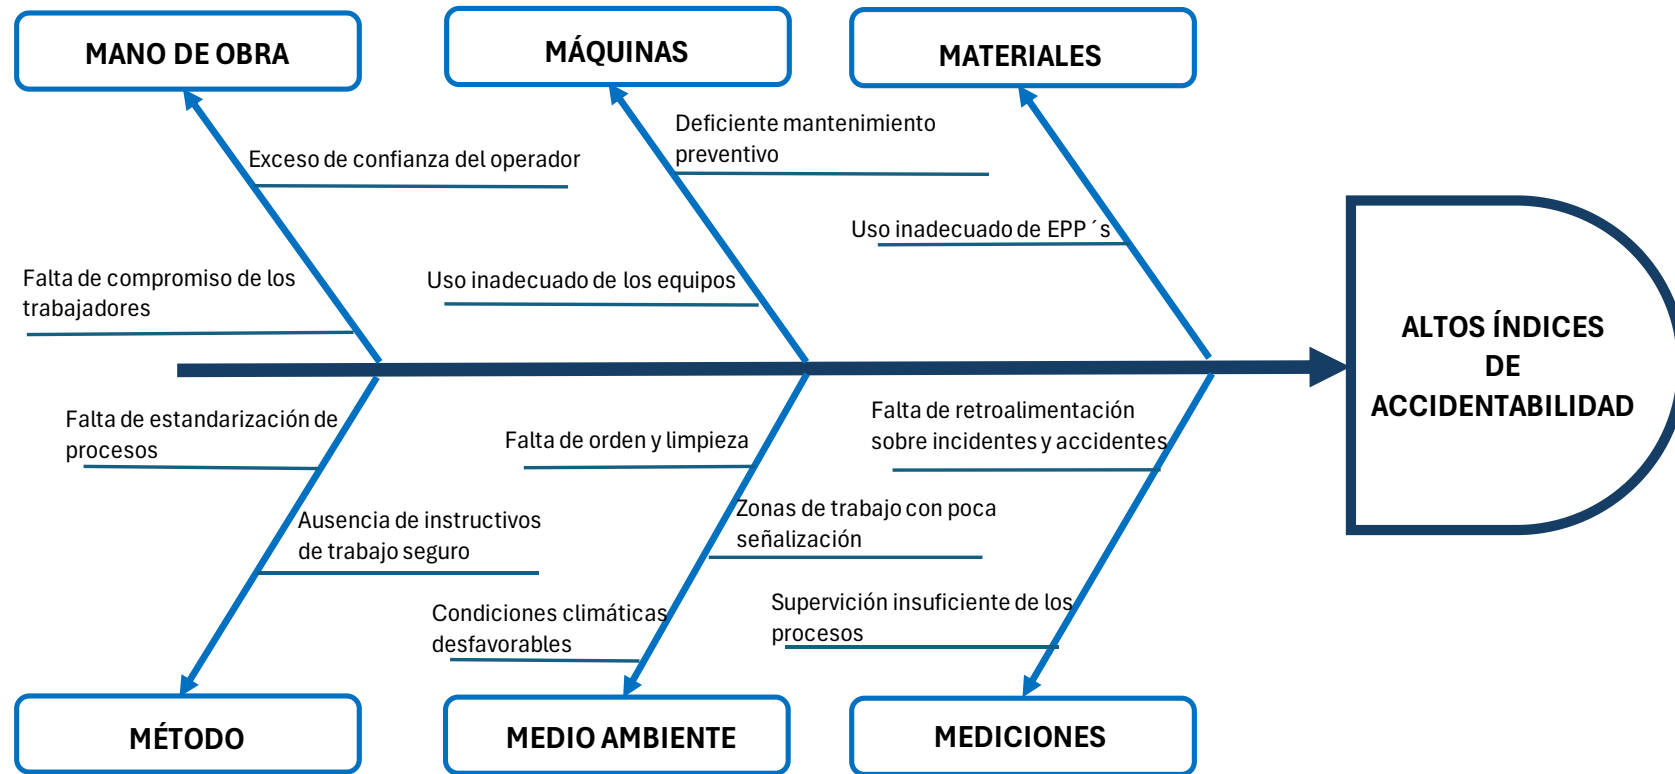 MANO DE OBRA
MÁQUINAS
MATERIALES
Exceso de confianza del operador
Deficiente mantenimiento
preventivo
Uso inadecuado de EPP ´s
Falta de compromiso de los
trabajadores
Uso inadecuado de los equipos
ALTOS ÍNDICES
DE
ACCIDENTABILIDAD
Falta de estandarización de
procesos
Falta de orden y limpieza
Falta de retroalimentación
sobre incidentes y accidentes
Ausencia de instructivos
de trabajo seguro
Zonas de trabajo con poca
señalización
Condiciones climáticas
desfavorables
Supervición insuficiente de los
procesos
MÉTODO
MEDIO AMBIENTE
MEDICIONES